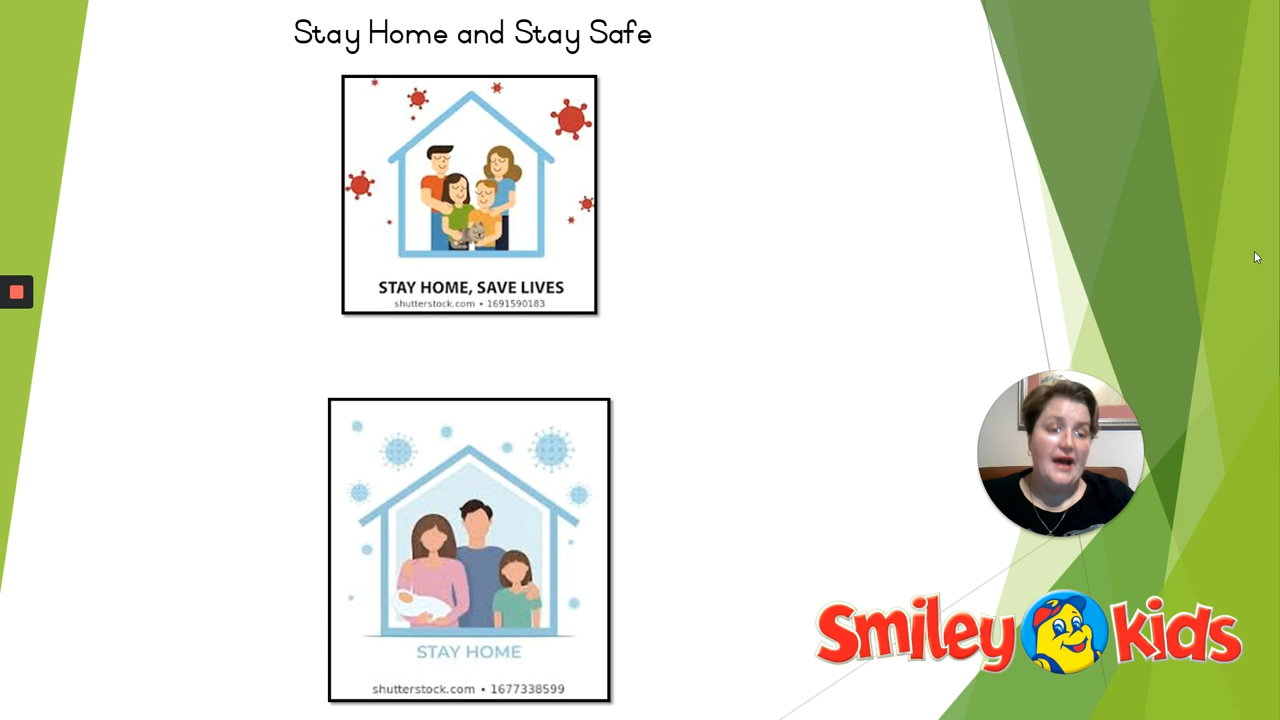 Stay Home and Stay Safe
STAY HOME, SAVE LIVES
shutterstock.com • 1691590183
STAY HOME
shutterstock.com • 1677338599
Smiley kids